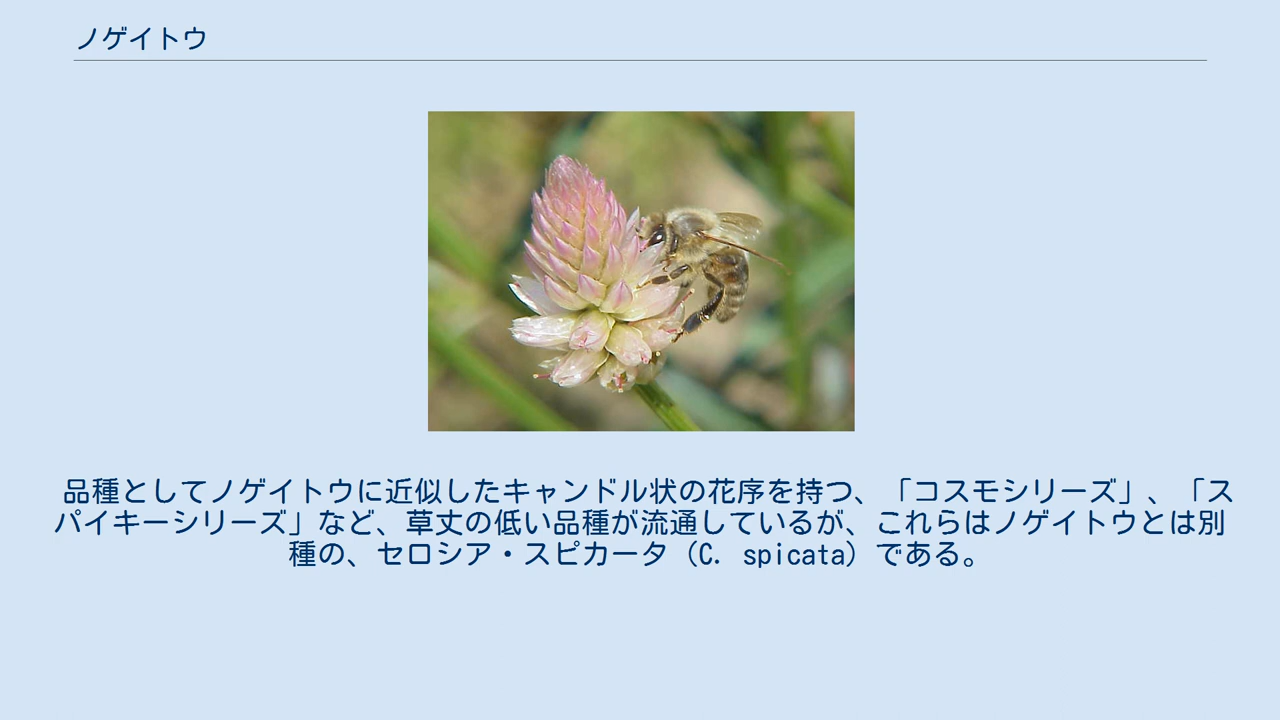 ノゲイトウ
品種としてノゲイトウに近似したキャンドル状の花序を持つ、「コスモシリーズ」、「ス
パイキーシリーズ」など、草丈の低い品種が流通しているが、これらはノゲイトウとは別
種の、セロシア・スピカータ（C. spicata）である。